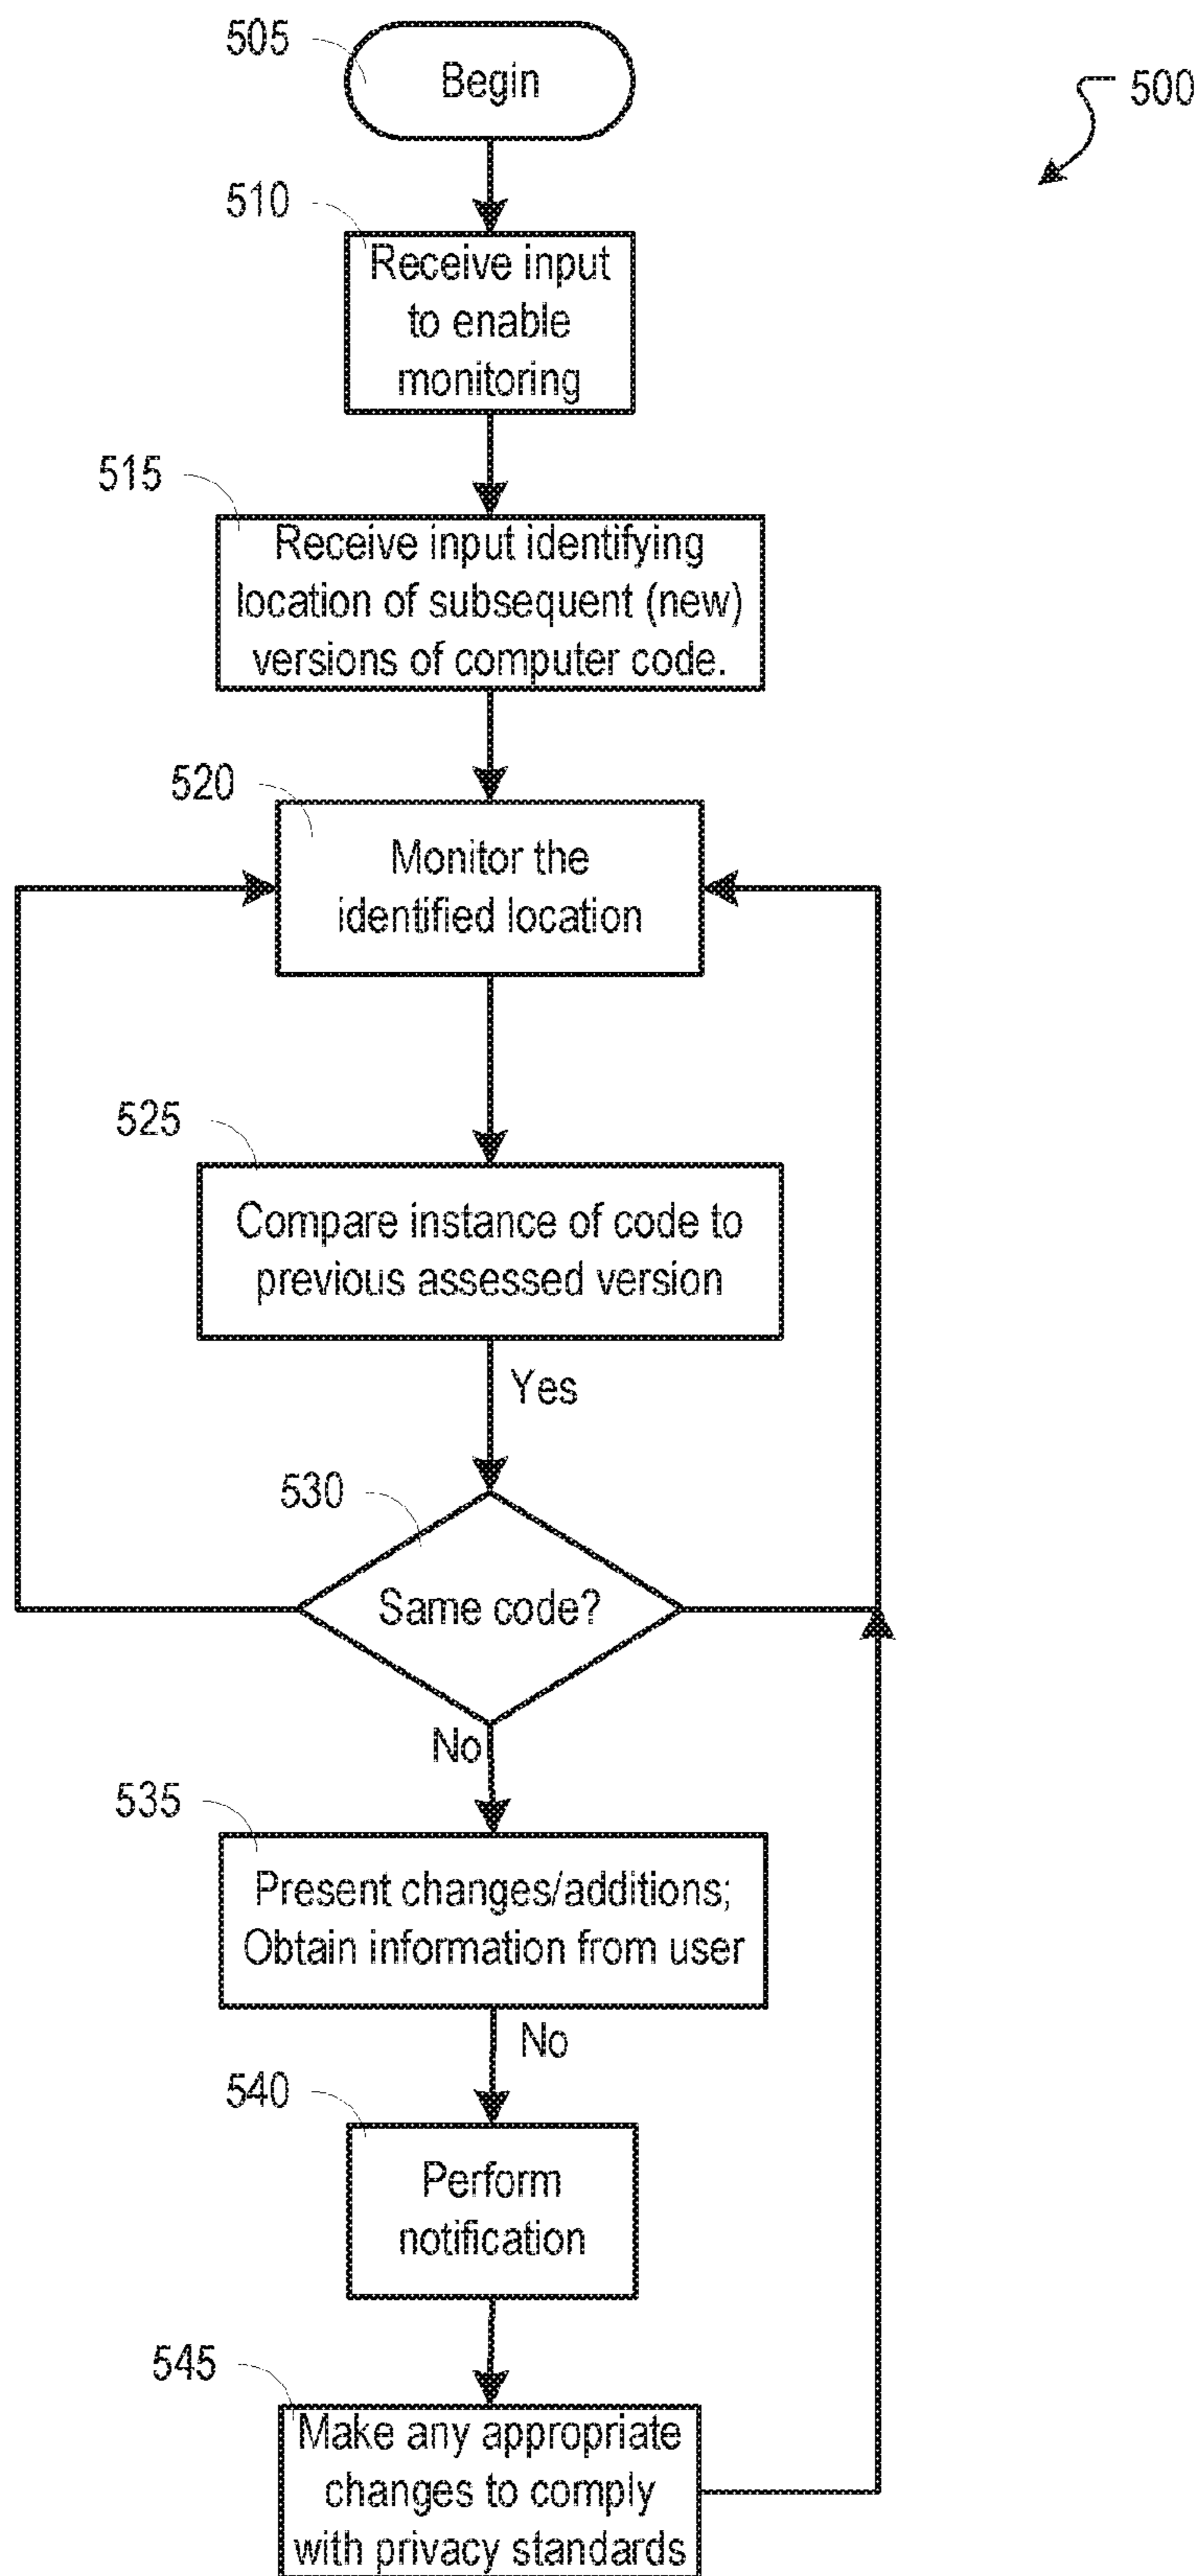 505
Begin
500
510
Receive input
to enable
monitoring
515
Receive input identifying
location of subsequent (new)
versions of computer code.
520
Monitor the
identified location
525
Compare instance of code to
previous assessed version
Yes
530
Same code?
No
535
Present changes/additions;
Obtain information from user
No
540
Perform
notification
545
Make any appropriate
changes to comply
with privacy standards